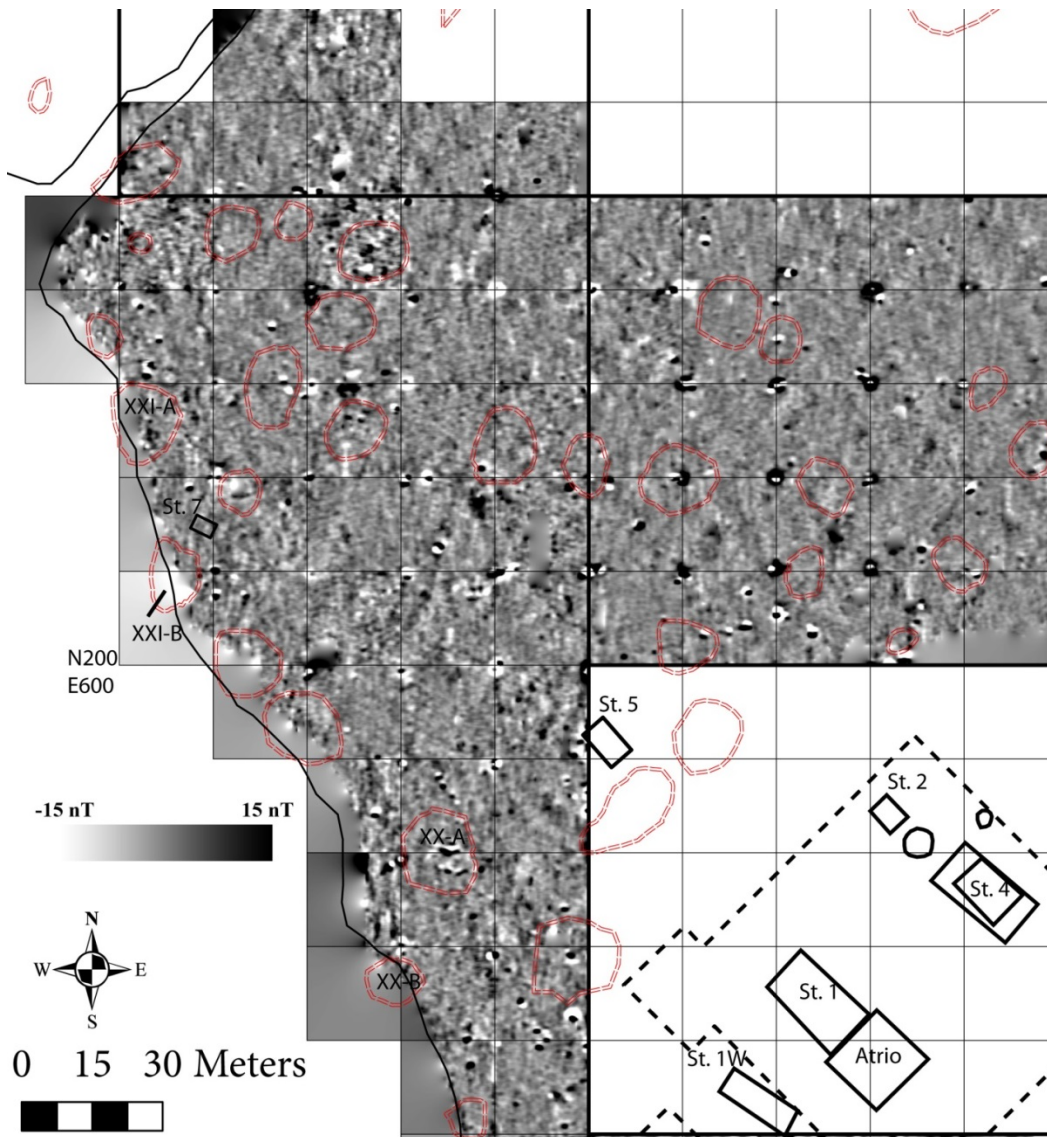 XXI-A
St. 7
XXI-B
N200
E600
St. 5
-15 nT 15 nT
St. 2
XX-A
St. 4
N
W E
S
XX-B
St. 1
0 15 30 Meters
St. 1W
Atrio